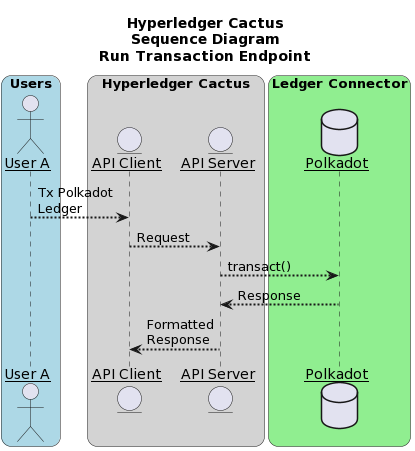 Hyperledger Cactus
Sequence Diagram
Run Transaction Endpoint
Users
Hyperledger Cactus
Ledger Connector
User A
API Client
API Server
Polkadot
Tx Polkadot
Ledger
Request
transact()
Response
Formatted
Response
User A
API Client
API Server
Polkadot